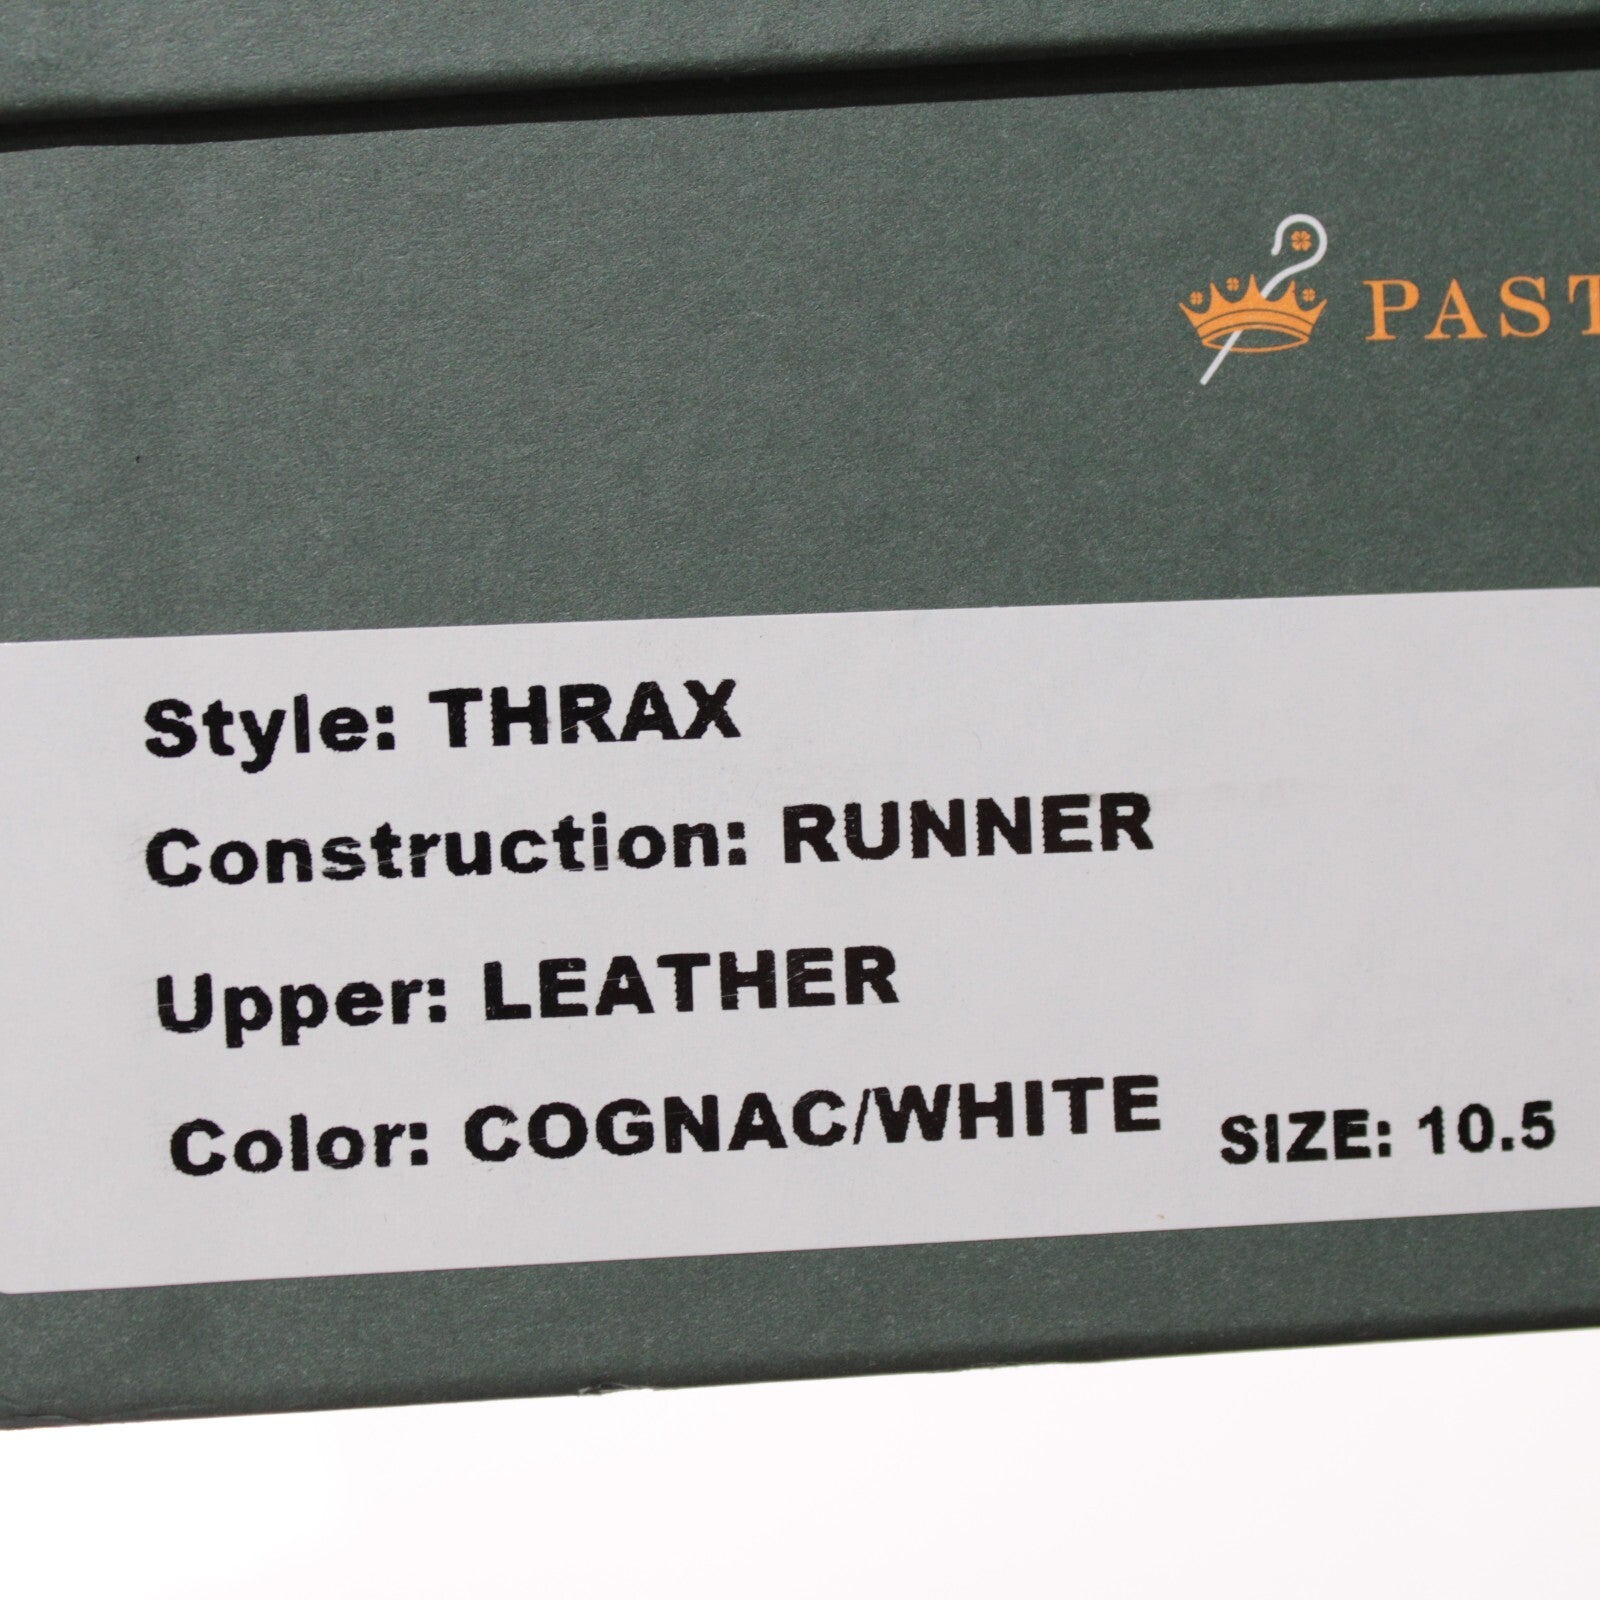 PAST
Style: THRAX
Construction: RUNNER
Upper: LEATHER
Color: COGNAC/WHITE SIZE: 10.5